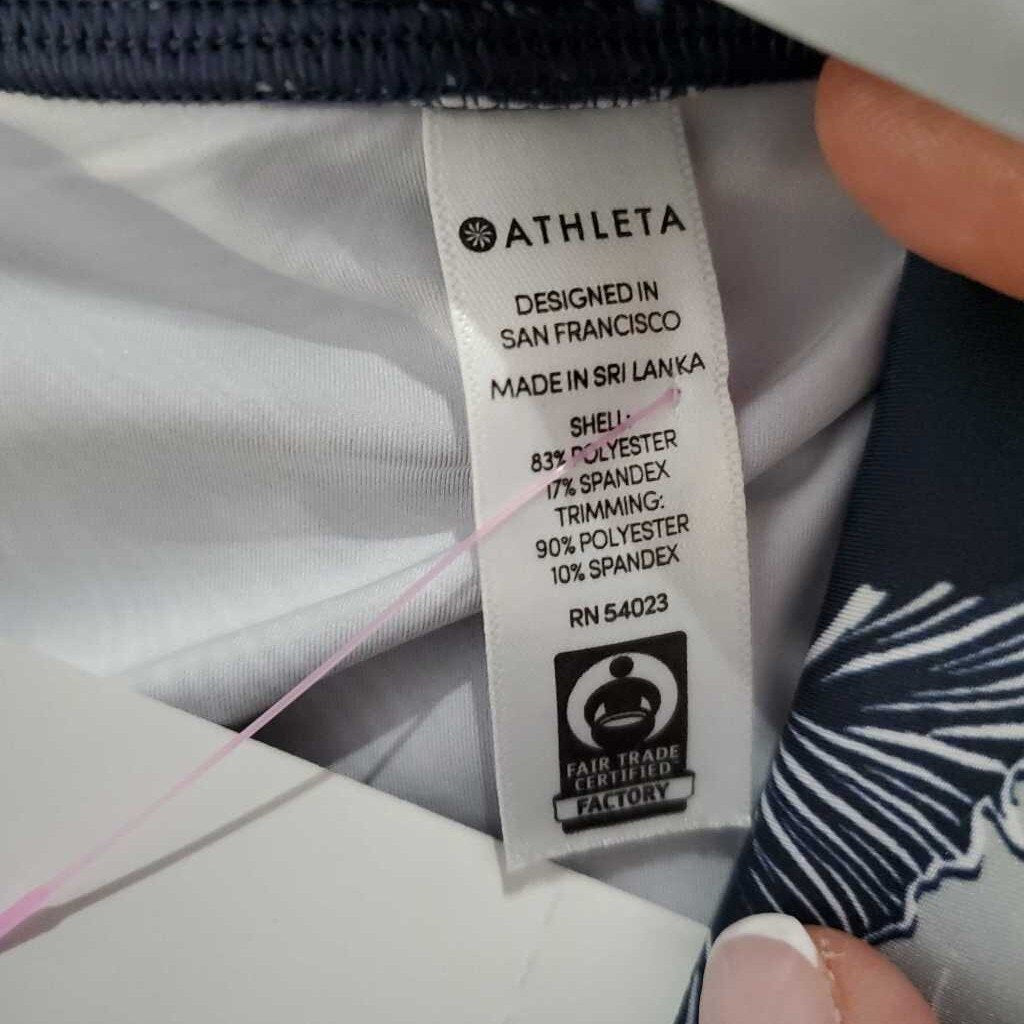 ATHLETA
DESIGNED IN
SAN FRANCISCO
MADE IN SRI LANKA
SHELL:
83% POLYESTER
17% SPANDEX
TRIMMING:
90% POLYESTER
10% SPANDEX
RN 54023
FAIR TRADE
CERTIFIED™
FACTORY